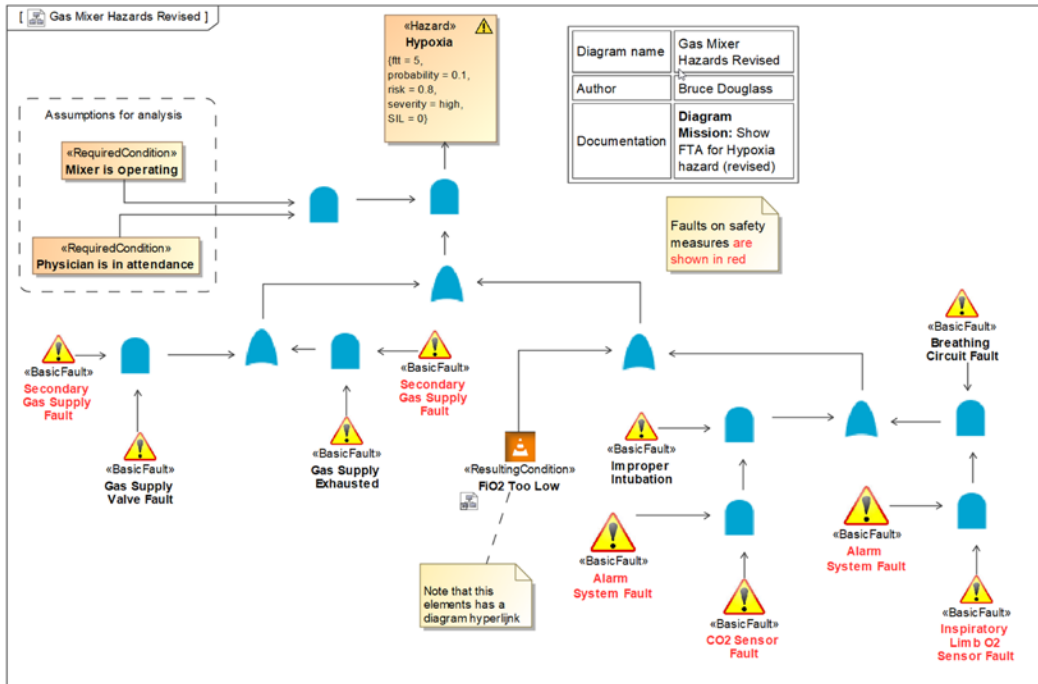 [ Gas Mixer Hazards Revised ]
«Hazard»
Hypoxia
{ftt = 5,
probability = 0.1,
risk = 0.8,
severity = high,
SIL = 0}
Diagram name
Gas Mixer
Hazards Revised
Author
Bruce Douglass
Documentation
Diagram
Mission: Show
FTA for Hypoxia
hazard (revised)
Assumptions for analysis
«RequiredCondition»
Mixer is operating
«RequiredCondition»
Physician is in attendance
Faults on safety
measures are
shown in red
«BasicFault»
Secondary
Gas Supply
Fault
«BasicFault»
Gas Supply
Valve Fault
«BasicFault»
Gas Supply
Exhausted
«BasicFault»
Secondary
Gas Supply
Fault
«BasicFault»
Breathing
Circuit Fault
«ResultingCondition»
FiO2 Too Low
«BasicFault»
Improper
Intubation
Note that this
elements has a
diagram hyperlijnk
«BasicFault»
Alarm
System Fault
«BasicFault»
CO2 Sensor
Fault
«BasicFault»
Alarm
System Fault
«BasicFault»
Inspiratory
Limb O2
Sensor Fault